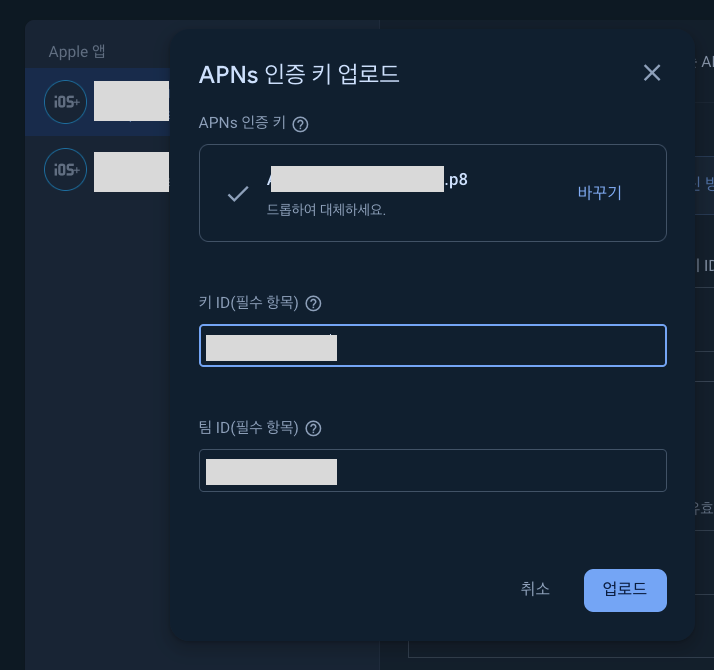 Apple 앱
iOS+
iOS+
APNs 인증 키 업로드
APNs 인증 키
.p8
드롭하여 대체하세요.
바꾸기
키 ID(필수 항목)
팀 ID(필수 항목)
취소
업로드